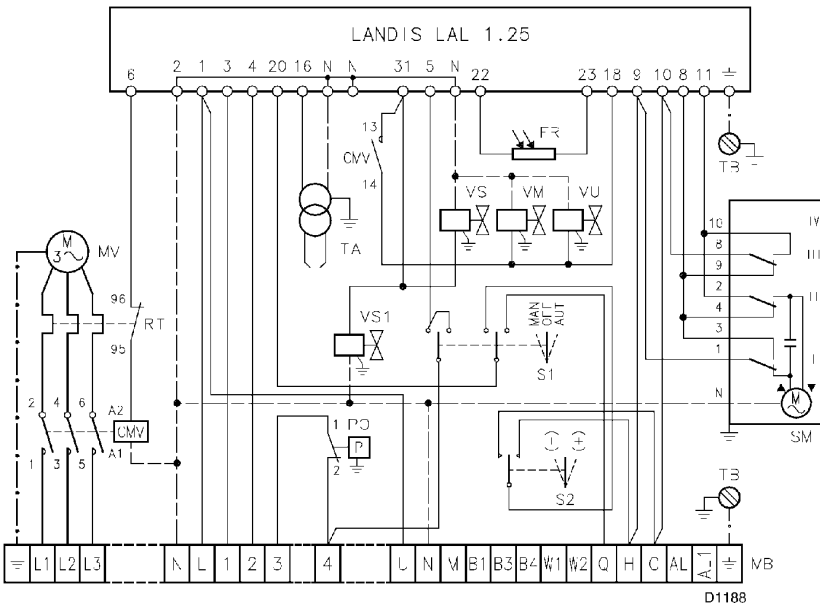 LANDIS LAL 1.25
6 2 1 3 4 20 16 N N 31 5 N 22 23 18 9 10 8 11
13
CMV
14
FR
TB
VS VM VU
TA
M
3
MV
10
8
9
2
4
3
1
N
IV
III
II
I
96
RT
95
VS1
MAN
OFF
AUT
S1
2 4 6 A2
CMV
1 3 5 A1
1 PO
P
2
(−) (+)
S2
M
SM
TB
L1 L2 L3 N L 1 2 3 4 U N M B1 B3 B4 W1 W2 Q H C AL MB
D1188